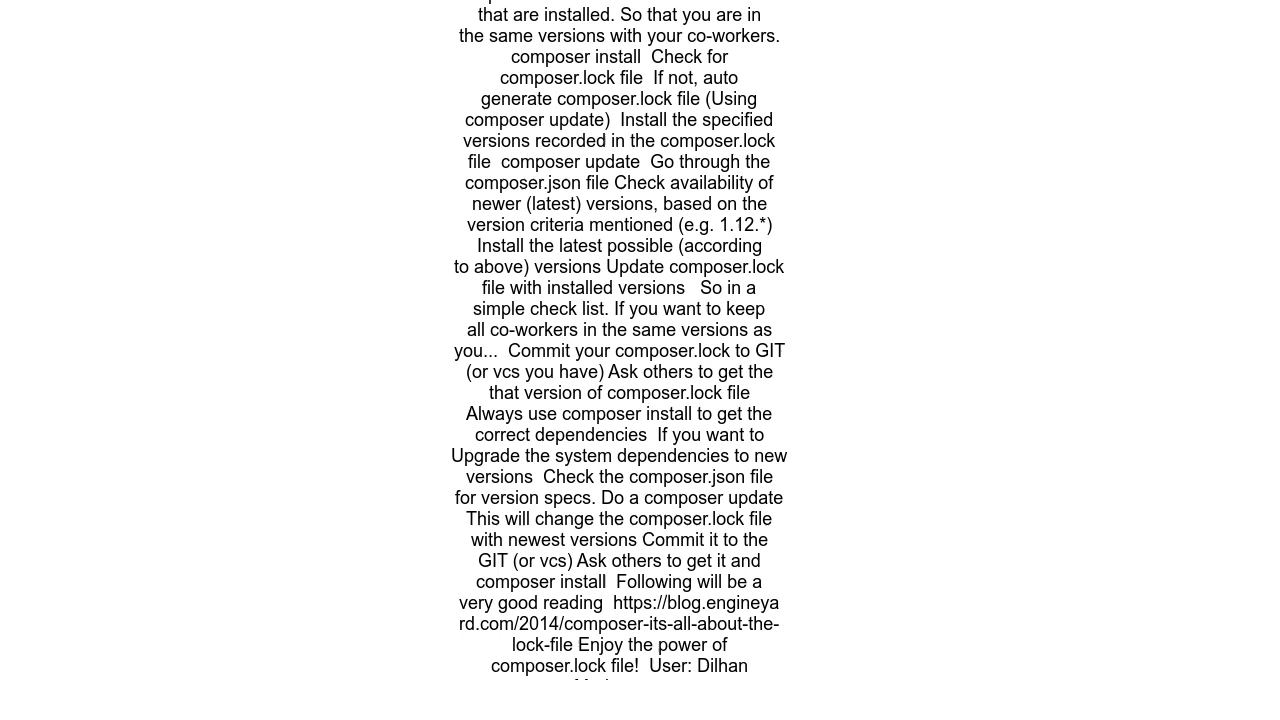 that are installed. So that you are in
the same versions with your co-workers.
composer install  Check for
composer.lock file  If not, auto
generate composer.lock file (Using
composer update)  Install the specified
versions recorded in the composer.lock
file  composer update  Go through the
composer.json file Check availability of
newer (latest) versions, based on the
version criteria mentioned (e.g. 1.12.*)
Install the latest possible (according
to above) versions Update composer.lock
file with installed versions   So in a
simple check list. If you want to keep
all co-workers in the same versions as
you...  Commit your composer.lock to GIT
(or vcs you have) Ask others to get the
that version of composer.lock file
Always use composer install to get the
correct dependencies  If you want to
Upgrade the system dependencies to new
versions  Check the composer.json file
for version specs. Do a composer update
This will change the composer.lock file
with newest versions Commit it to the
GIT (or vcs) Ask others to get it and
composer install  Following will be a
very good reading  https://blog.engineya
rd.com/2014/composer-its-all-about-the-
lock-file Enjoy the power of
composer.lock file!  User: Dilhan